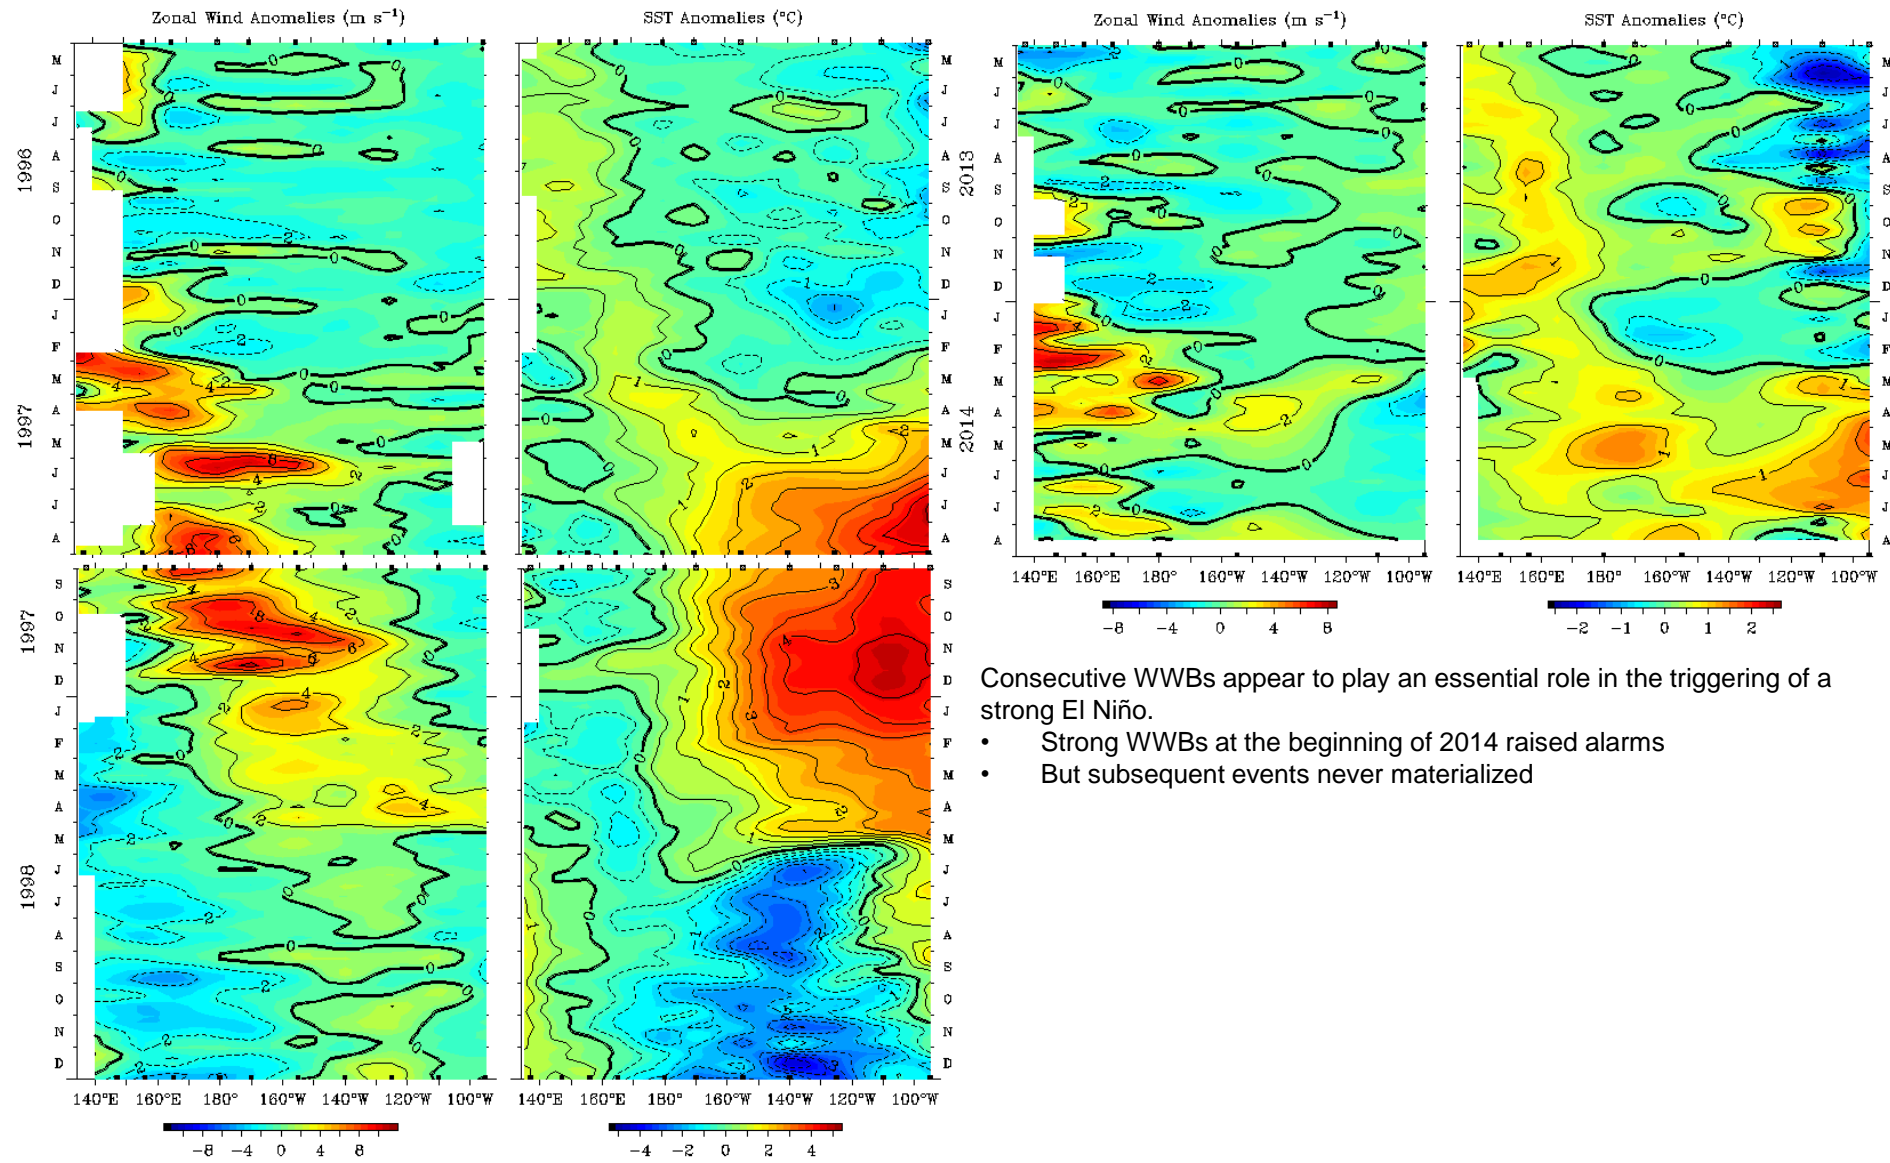 Zonal Wind Anomalies (m s⁻¹)
SST Anomalies (°C)
Zonal Wind Anomalies (m s⁻¹)
SST Anomalies (°C)
M J J A S O N D J F M A M J J A
1996
1997
M J J A S O N D J F M A M J J A
2013
2014
M J J A S O N D J F M A M J J A
S O N D J F M A M J J A S O N D
1997
1998
S O N D J F M A M J J A S O N D
140°E 160°E 180° 160°W 140°W 120°W 100°W
140°E 160°E 180° 160°W 140°W 120°W 100°W
-8 -4 0 4 8
-4 -2 0 2 4
140°E 160°E 180° 160°W 140°W 120°W 100°W
140°E 160°E 180° 160°W 140°W 120°W 100°W
-8 -4 0 4 8
-2 -1 0 1 2
Consecutive WWBs appear to play an essential role in the triggering of a
strong El Niño.
• Strong WWBs at the beginning of 2014 raised alarms
• But subsequent events never materialized